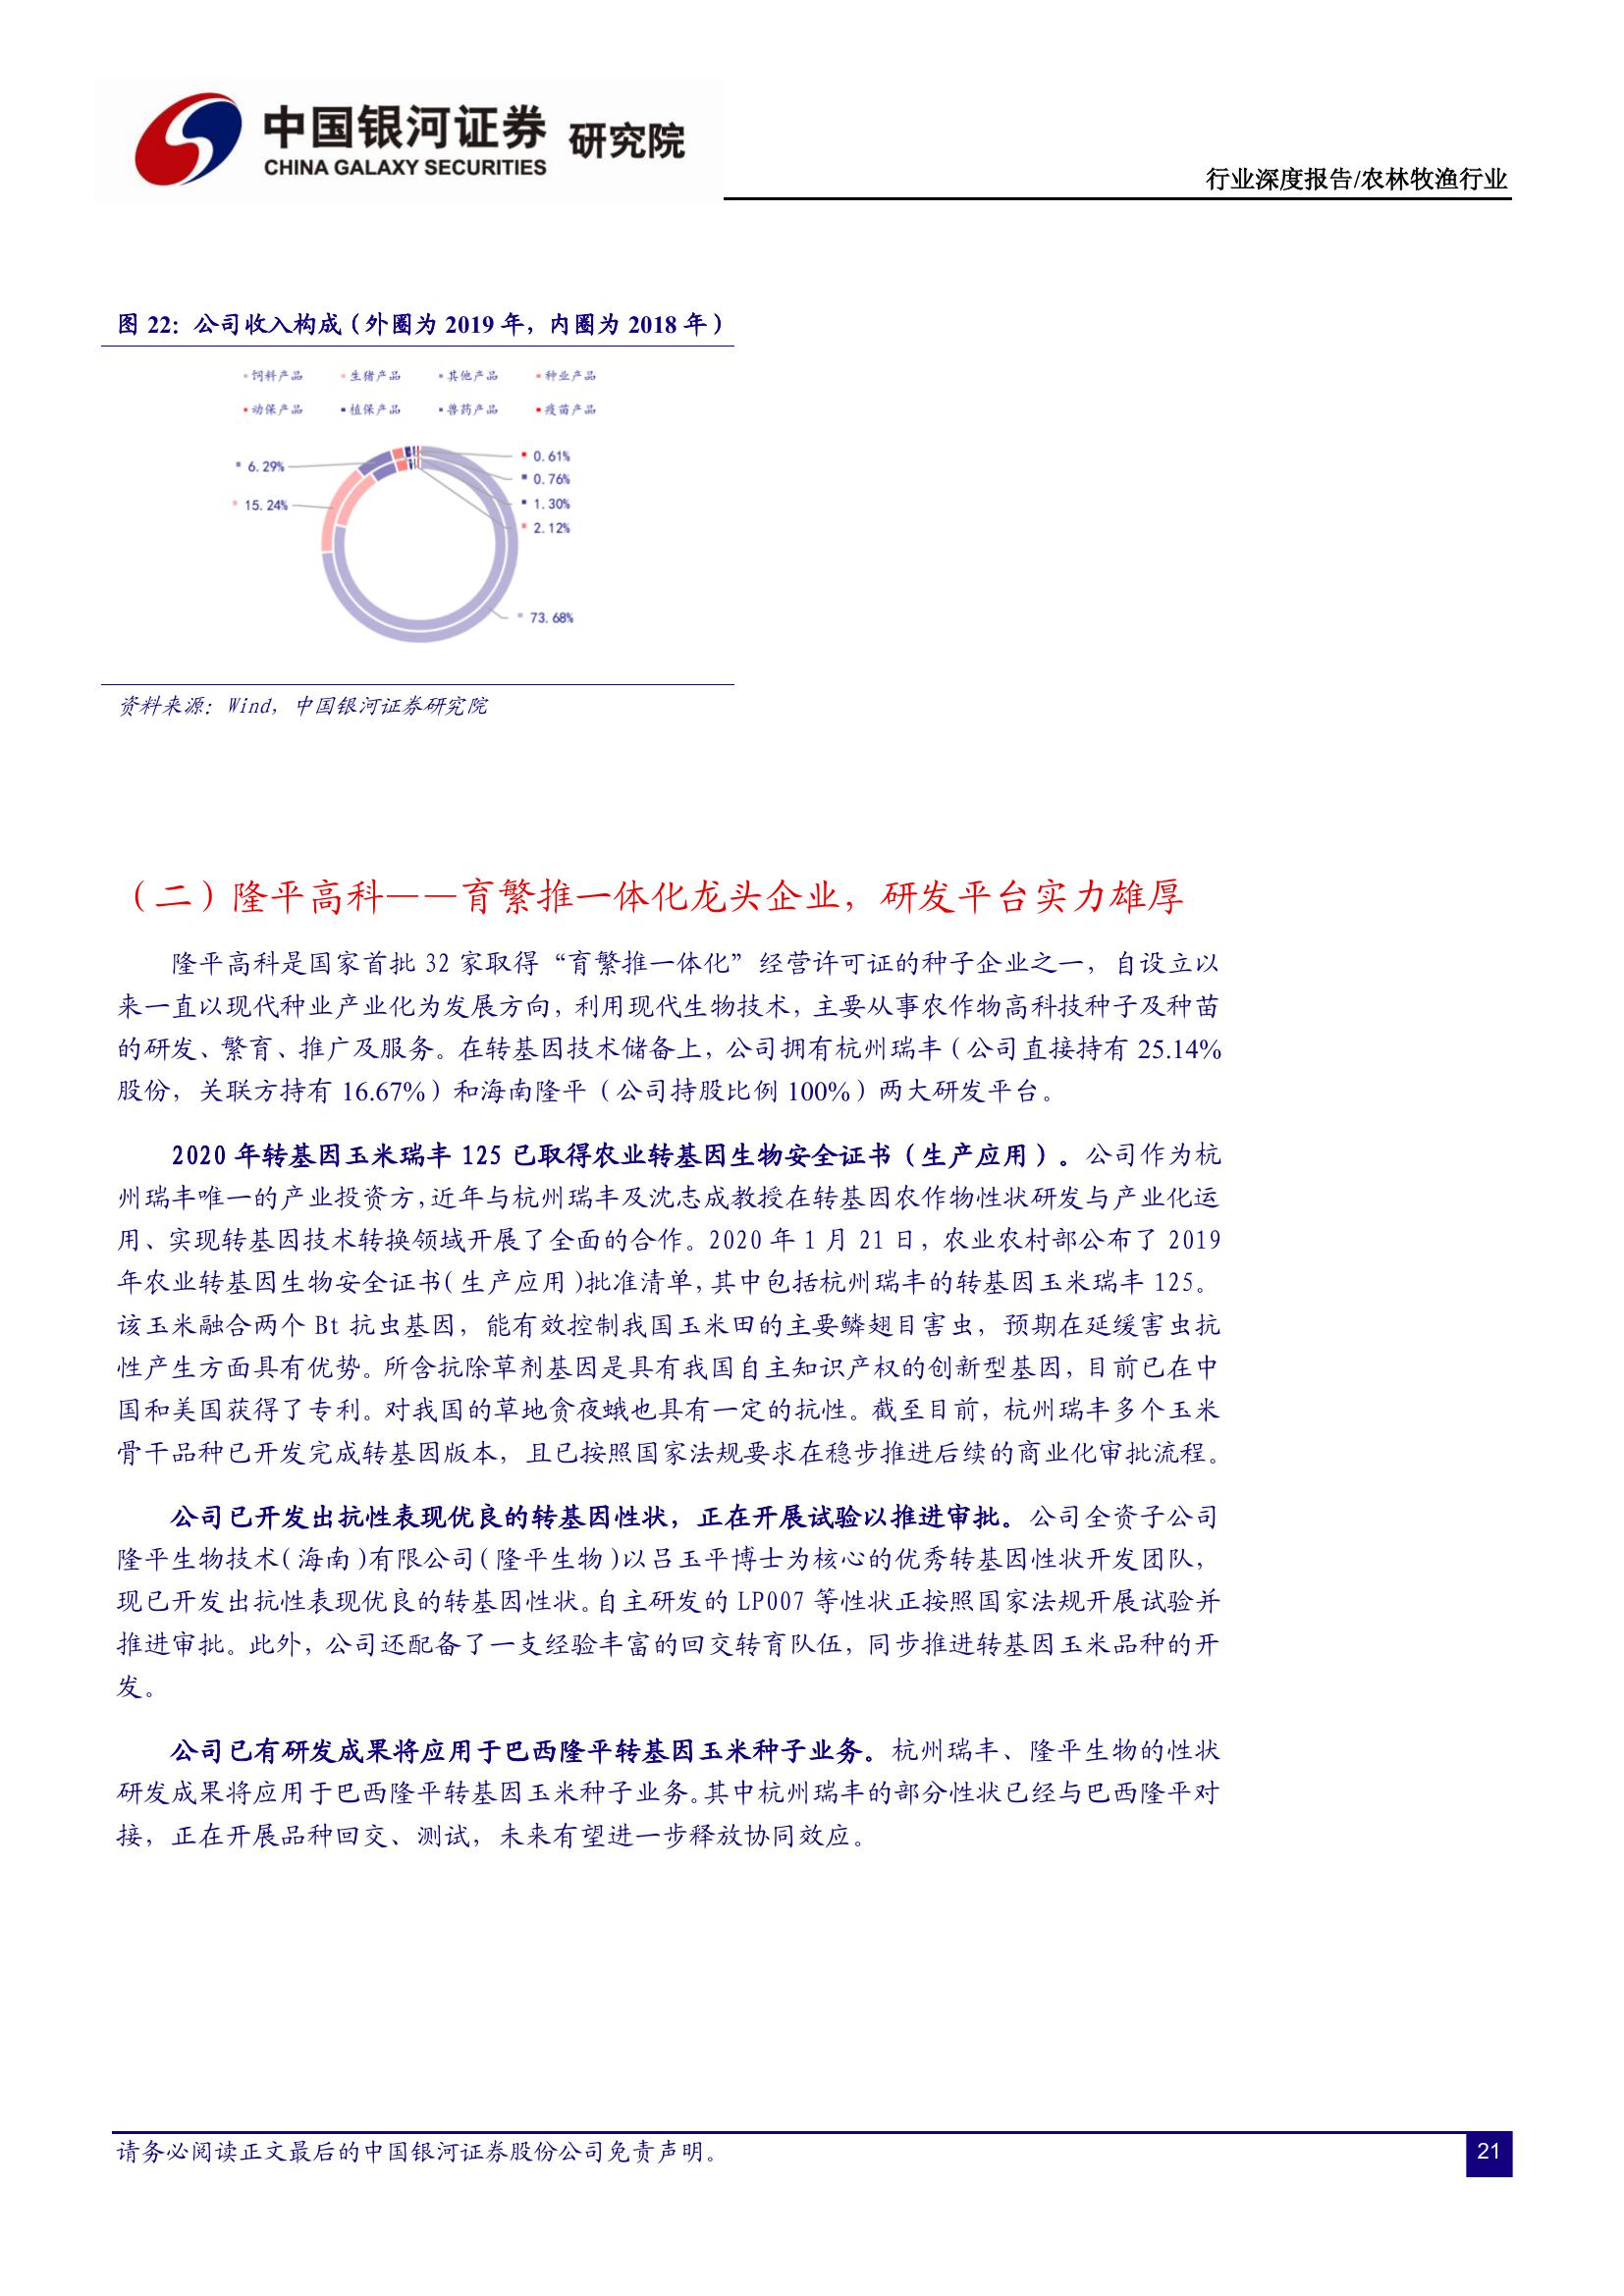 中国银河证券 研究院
CHINA GALAXY SECURITIES
行业深度报告/农林牧渔行业
图 22：公司收入构成（外圈为 2019 年，内圈为 2018 年）
饲料产品 生猪产品 其他产品 种业产品
动保产品 植保产品 兽药产品 疫苗产品
6.29%
15.24%
0.61%
0.76%
1.30%
2.12%
73.68%
资料来源：Wind，中国银河证券研究院
（二）隆平高科——育繁推一体化龙头企业，研发平台实力雄厚
隆平高科是国家首批 32 家取得“育繁推一体化”经营许可证的种子企业之一，自设立以
来一直以现代种业产业化为发展方向，利用现代生物技术，主要从事农作物高科技种子及种苗
的研发、繁育、推广及服务。在转基因技术储备上，公司拥有杭州瑞丰（公司直接持有 25.14%
股份，关联方持有 16.67%）和海南隆平（公司持股比例 100%）两大研发平台。
2020 年转基因玉米瑞丰 125 已取得农业转基因生物安全证书（生产应用）。公司作为杭
州瑞丰唯一的产业投资方，近年与杭州瑞丰及沈志成教授在转基因农作物性状研发与产业化运
用、实现转基因技术转换领域开展了全面的合作。2020 年 1 月 21 日，农业农村部公布了 2019
年农业转基因生物安全证书（生产应用）批准清单，其中包括杭州瑞丰的转基因玉米瑞丰 125。
该玉米融合两个 Bt 抗虫基因，能有效控制我国玉米田的主要鳞翅目害虫，预期在延缓害虫抗
性产生方面具有优势。所含抗除草剂基因是具有我国自主知识产权的创新型基因，目前已在中
国和美国获得了专利。对我国的草地贪夜蛾也具有一定的抗性。截至目前，杭州瑞丰多个玉米
骨干品种已开发完成转基因版本，且已按照国家法规要求在稳步推进后续的商业化审批流程。
公司已开发出抗性表现优良的转基因性状，正在开展试验以推进审批。公司全资子公司
隆平生物技术（海南）有限公司（隆平生物）以吕玉平博士为核心的优秀转基因性状开发团队，
现已开发出抗性表现优良的转基因性状。自主研发的 LP007 等性状正按照国家法规开展试验并
推进审批。此外，公司还配备了一支经验丰富的回交转育队伍，同步推进转基因玉米品种的开
发。
公司已有研发成果将应用于巴西隆平转基因玉米种子业务。杭州瑞丰、隆平生物的性状
研发成果将应用于巴西隆平转基因玉米种子业务。其中杭州瑞丰的部分性状已经与巴西隆平对
接，正在开展品种回交、测试，未来有望进一步释放协同效应。
请务必阅读正文最后的中国银河证券股份公司免责声明。
21